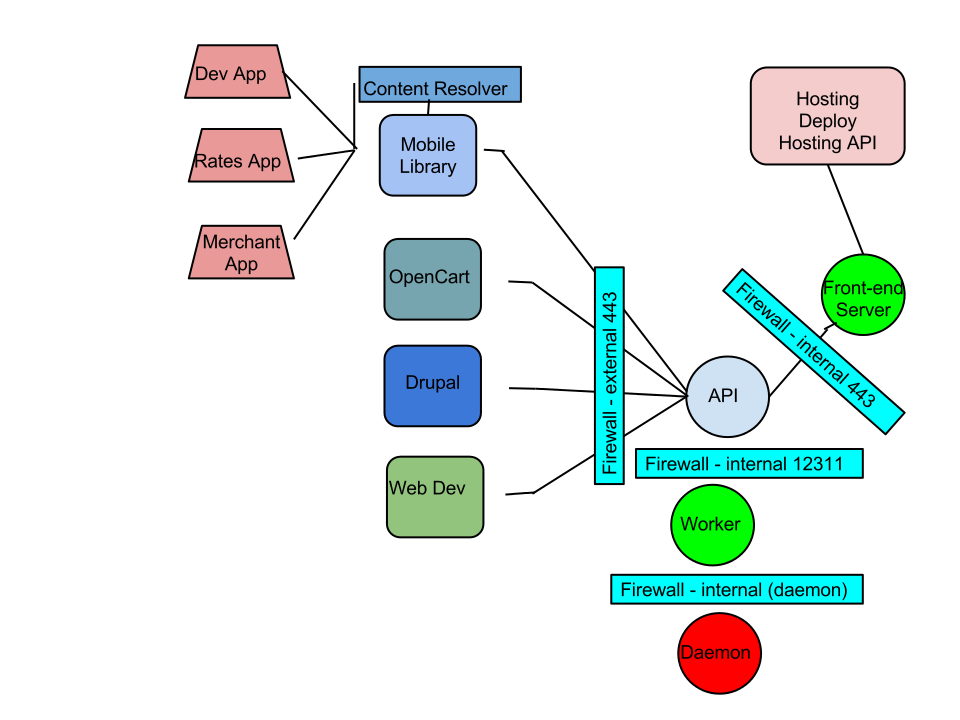 Dev App
Content Resolver
Hosting
Deploy
Hosting API
Mobile
Library
Rates App
Merchant
App
OpenCart
Front-end
Server
Firewall - external 443
Firewall - internal 443
Drupal
API
Firewall - internal 12311
Web Dev
Worker
Firewall - internal (daemon)
Daemon